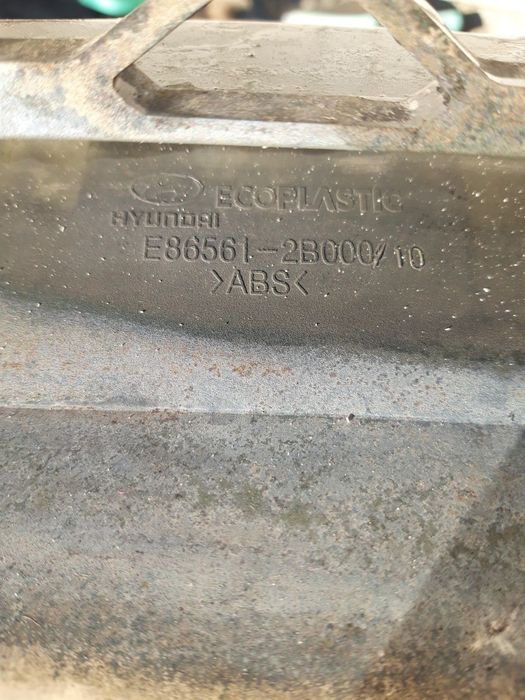 ECOPLASTIC
HYUNDAI
E86561-2B000/10
>ABS<